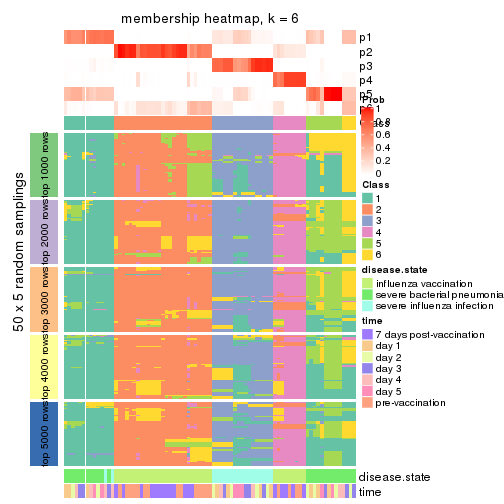 membership heatmap, k = 6
p1
p2
p3
p4
p5
p6
Prob
1
0.8
0.6
0.4
0.2
0
Class
1
2
3
4
5
6
disease.state
influenza vaccination
severe bacterial pneumonia
severe influenza infection
time
7 days post-vaccination
day 1
day 2
day 3
day 4
day 5
pre-vaccination
50 x 5 random samplings
top 1000 rows
top 2000 rows
top 3000 rows
top 4000 rows
top 5000 rows
disease.state
time